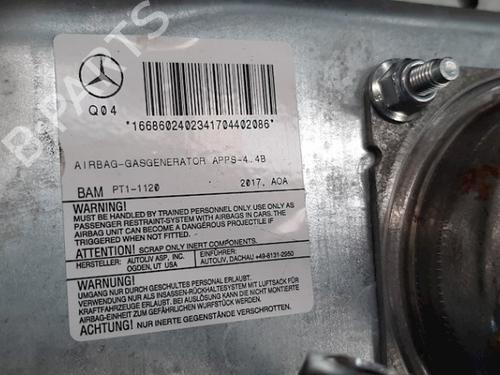 B-PARTS
Q04
*1668602402341704402086*
AIRBAG-GASGENERATOR APPS-4.4B
BAM PT1-1120 2017, AOA
WARNING!
MUST BE HANDLED BY TRAINED PERSONNEL ONLY. USE ONLY AS
PASSENGER RESTRAINT-SYSTEM WITH AIRBAGS IN CARS. THE
AIRBAG UNIT CAN BECOME A DANGEROUS PROJECTILE IF
TRIGGERED WHEN NOT FITTED.
ATTENTION! SCRAP ONLY INERT COMPONENTS.
HERSTELLER: AUTOLIV ASP, INC. OGDEN, UT USA
EINFÜHRER: AUTOLIV, DACHAU +49-8131-2950
WARNUNG!
UMGANG NUR DURCH GESCHULTES PERSONAL ERLAUBT.
VERWENDUNG NUR ALS INSASSEN-RÜCKHALTESYSTEM MIT LUFTSACK FÜR
KRAFTFAHRZEUGE ERLAUBT. BEI AUSLÖSUNG KANN DIE NICHT MONTIERTE
AIRBAG-EINHEIT ZUM GEFÄHRLICHEN WURFSTÜCK WERDEN.
ACHTUNG! NUR INERTE GEGENSTÄNDE VERSCHROTTEN.